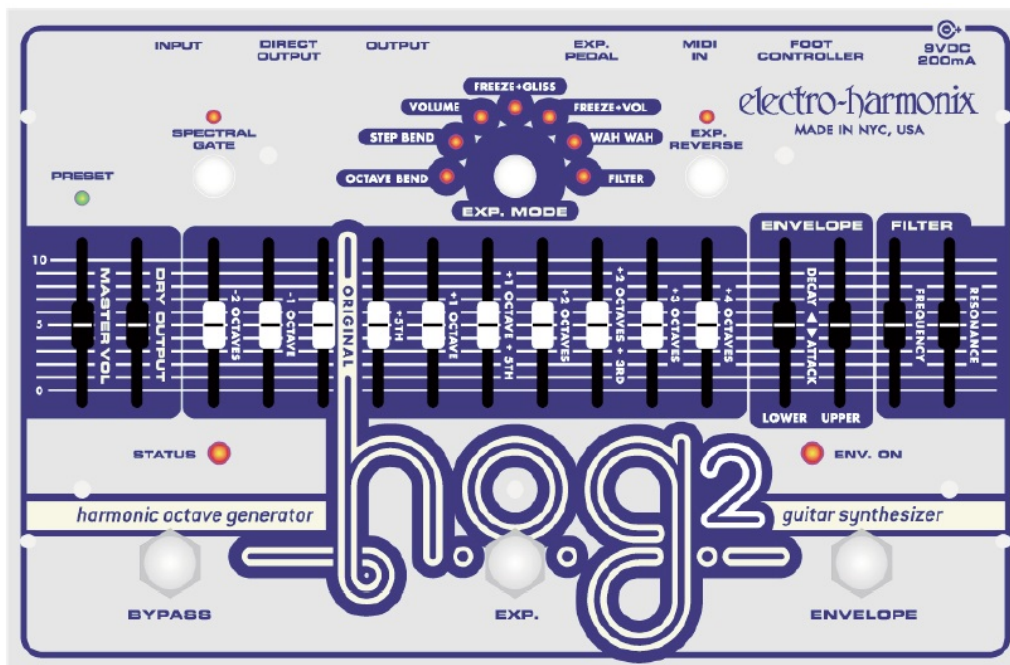 INPUT
DIRECT
OUTPUT
OUTPUT
EXP.
PEDAL
MIDI
IN
FOOT
CONTROLLER
9VDC
200mA
electro-harmonix
MADE IN NYC, USA
FREEZE+GLISS
VOLUME
FREEZE+VOL
STEP BEND
WAH WAH
OCTAVE BEND
FILTER
EXP. MODE
SPECTRAL
GATE
EXP.
REVERSE
PRESET
ENVELOPE
FILTER
10
5
0
MASTER VOL
DRY OUTPUT
-2 OCTAVES
-1 OCTAVE
ORIGINAL
+5TH
+1 OCTAVE
+1 OCTAVE + 5TH
+2 OCTAVES
+2 OCTAVES + 3RD
+3 OCTAVES
+4 OCTAVES
DECAY ▲ ▼ ATTACK
FREQUENCY
RESONANCE
LOWER
UPPER
STATUS
ENV. ON
h.o.g.2
harmonic octave generator
guitar synthesizer
BYPASS
EXP.
ENVELOPE